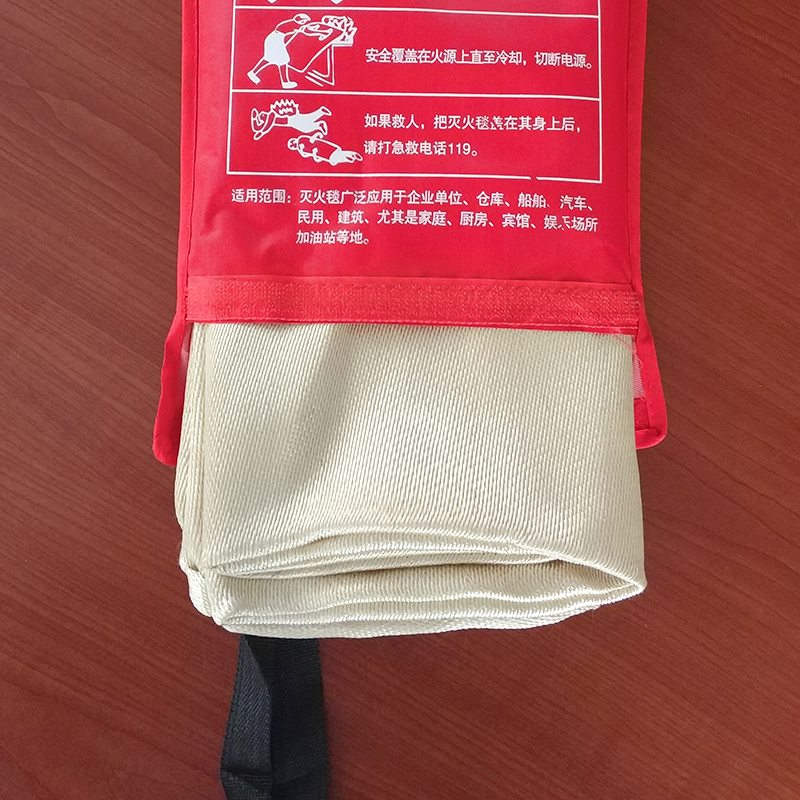 安全覆盖在火源上直至冷却，切断电源。
如果救人，把灭火毯盖在其身上后，
请打急救电话119。
适用范围：灭火毯广泛应用于企业单位、仓库、船舶、汽车、
民用、建筑、尤其是家庭、厨房、宾馆、娱乐场所
加油站等地。